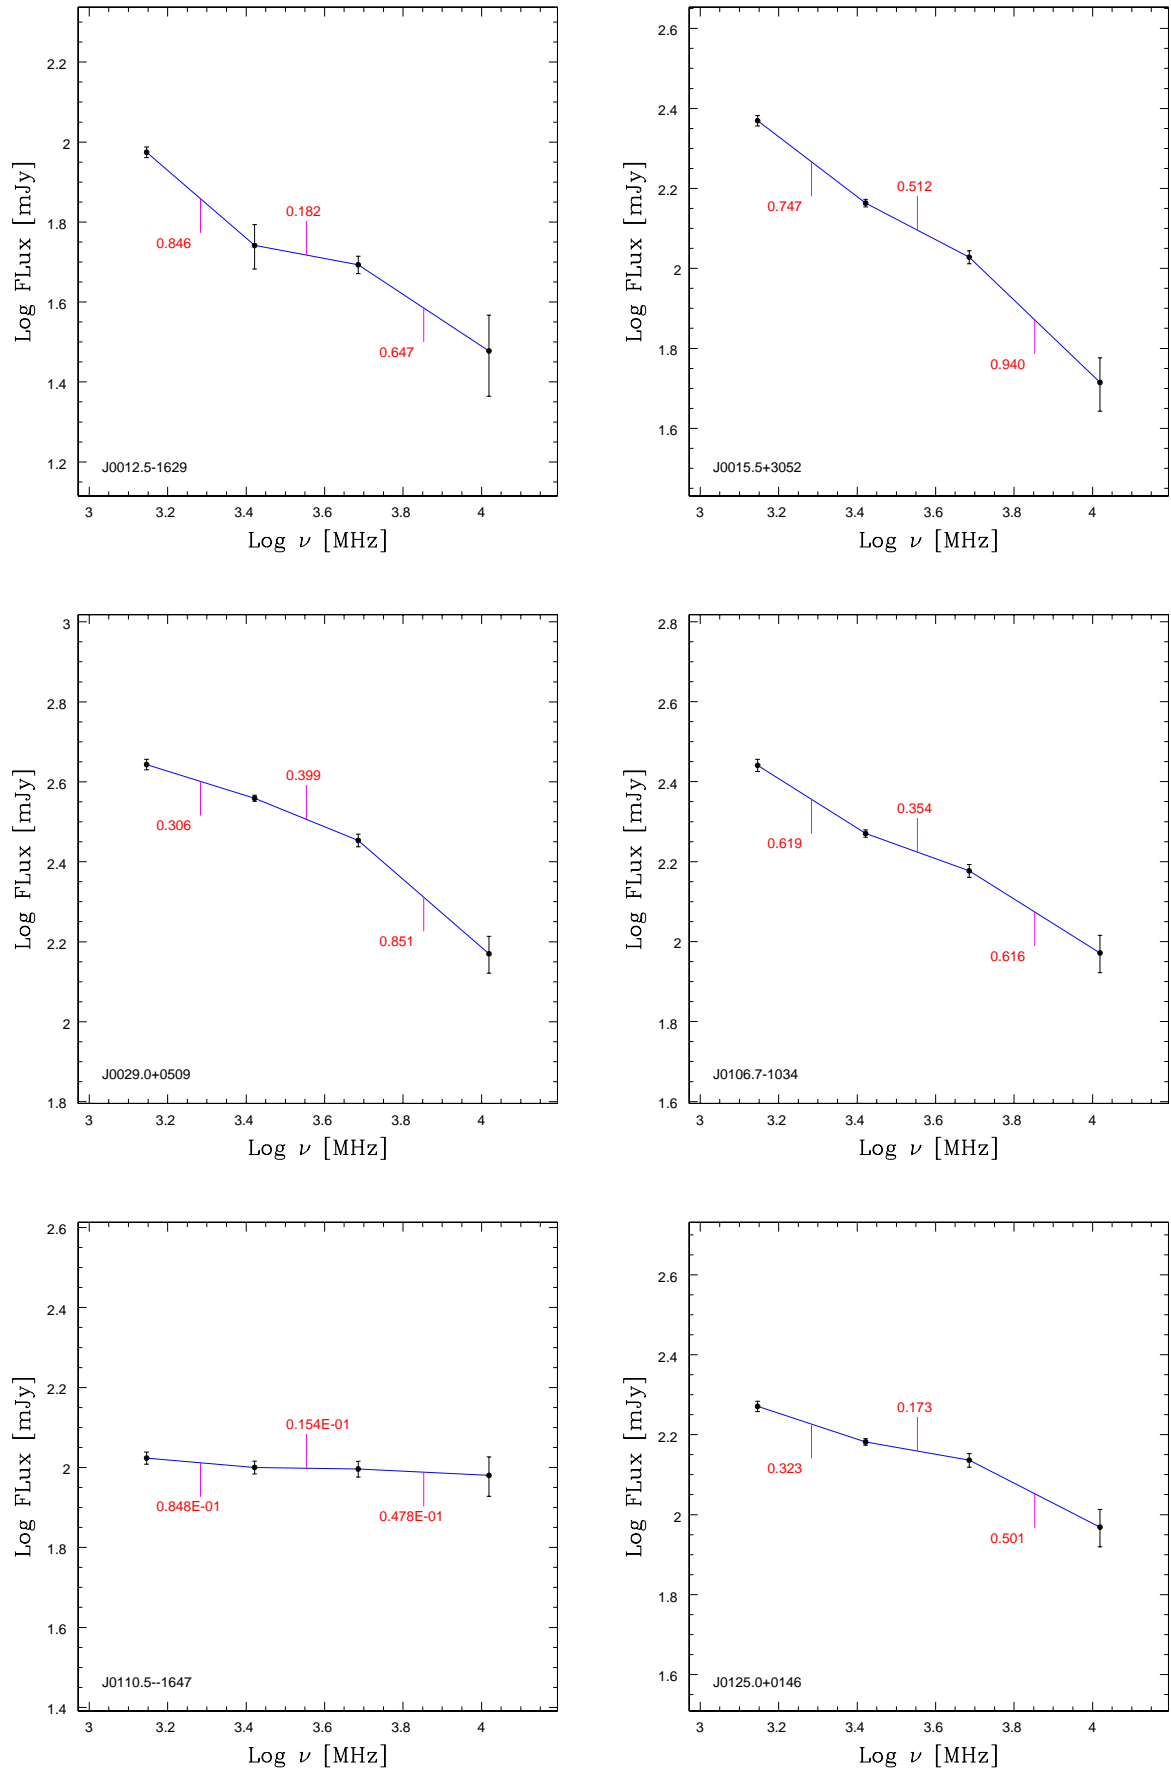 2.2
2
1.8
1.6
1.4
1.2
Log FLux [mJy]
0.846
0.182
0.647
J0012.5-1629
3 3.2 3.4 3.6 3.8 4
Log ν [MHz]
2.6
2.4
2.2
2
1.8
1.6
Log FLux [mJy]
0.747
0.512
0.940
J0015.5+3052
3 3.2 3.4 3.6 3.8 4
Log ν [MHz]
3
2.8
2.6
2.4
2.2
2
1.8
Log FLux [mJy]
0.306
0.399
0.851
J0029.0+0509
3 3.2 3.4 3.6 3.8 4
Log ν [MHz]
2.8
2.6
2.4
2.2
2
1.8
1.6
Log FLux [mJy]
0.619
0.354
0.616
J0106.7-1034
3 3.2 3.4 3.6 3.8 4
Log ν [MHz]
2.6
2.4
2.2
2
1.8
1.6
1.4
Log FLux [mJy]
0.848E-01
0.154E-01
0.478E-01
J0110.5--1647
3 3.2 3.4 3.6 3.8 4
Log ν [MHz]
2.6
2.4
2.2
2
1.8
1.6
Log FLux [mJy]
0.323
0.173
0.501
J0125.0+0146
3 3.2 3.4 3.6 3.8 4
Log ν [MHz]